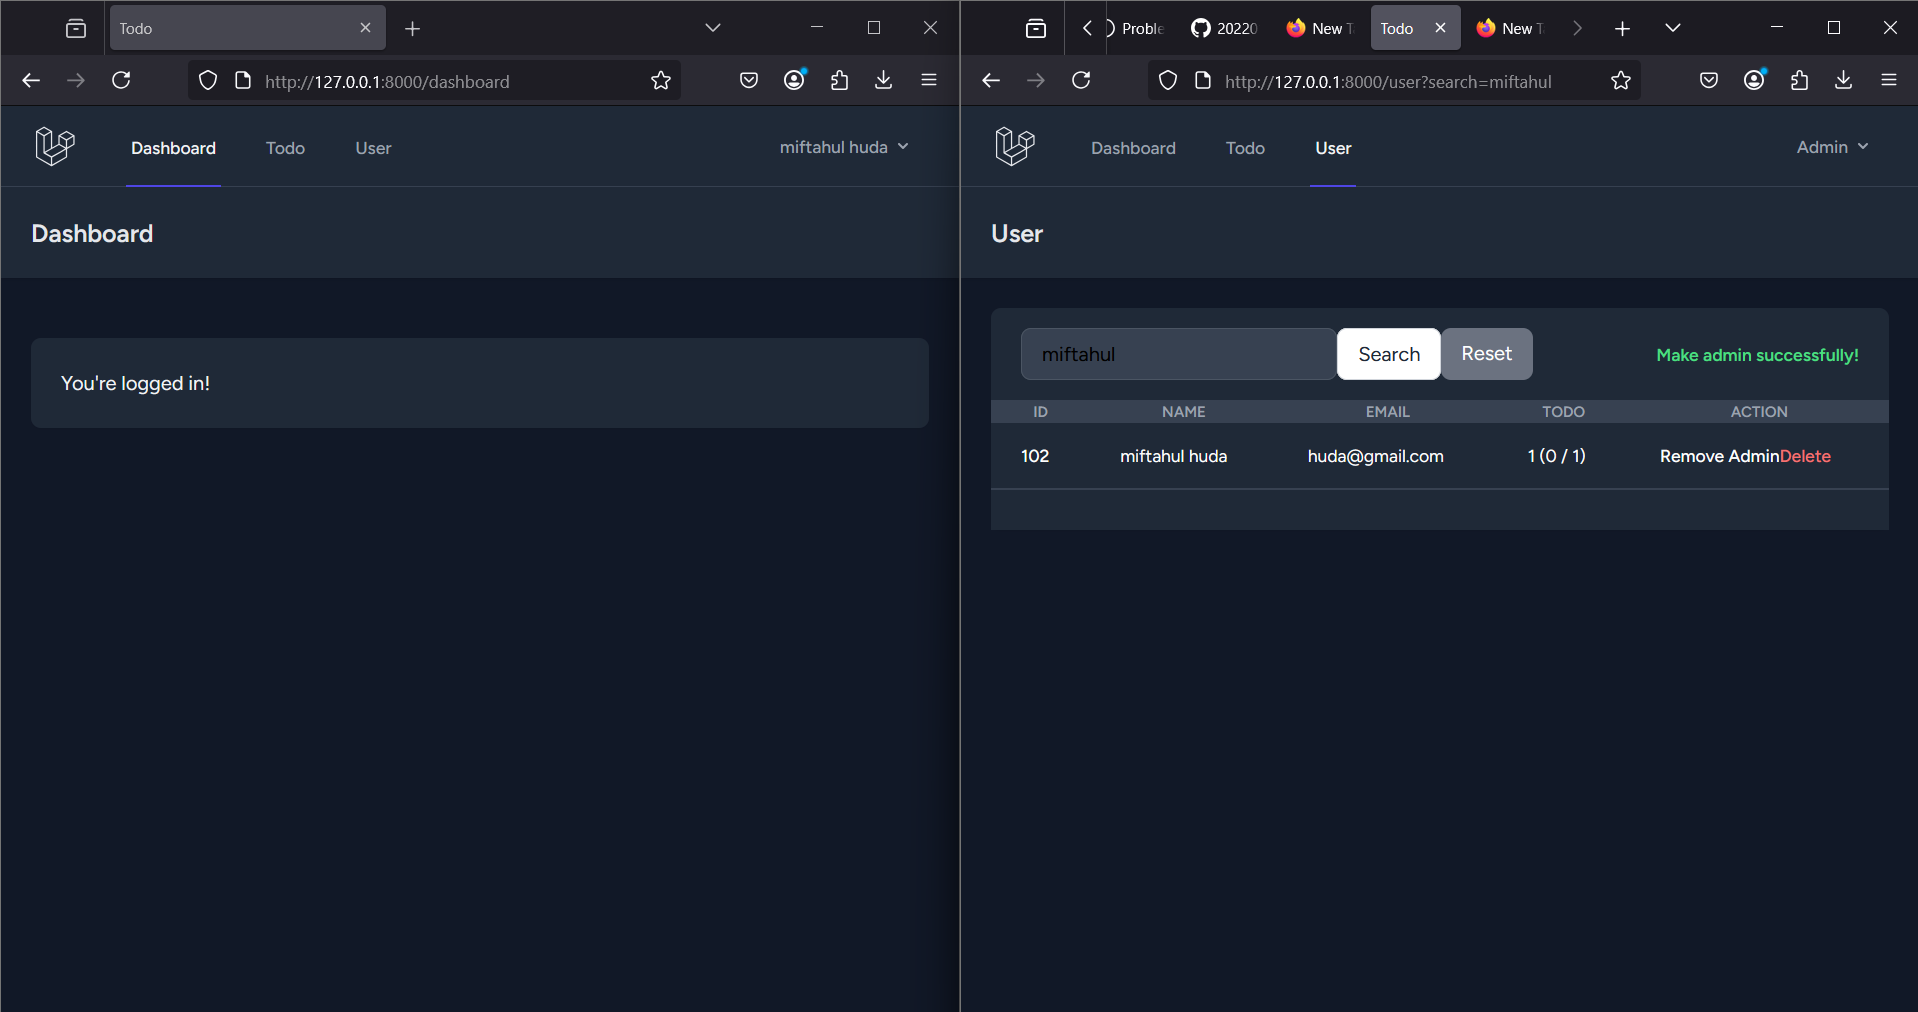 Todo
http://127.0.0.1:8000/dashboard
Dashboard Todo User miftahul huda
Dashboard
You're logged in!
Proble 20220 New T Todo New T
http://127.0.0.1:8000/user?search=miftahul
Dashboard Todo User Admin
User
miftahul Search Reset Make admin successfully!
ID NAME EMAIL TODO ACTION
102 miftahul huda huda@gmail.com 1 (0 / 1) Remove AdminDelete